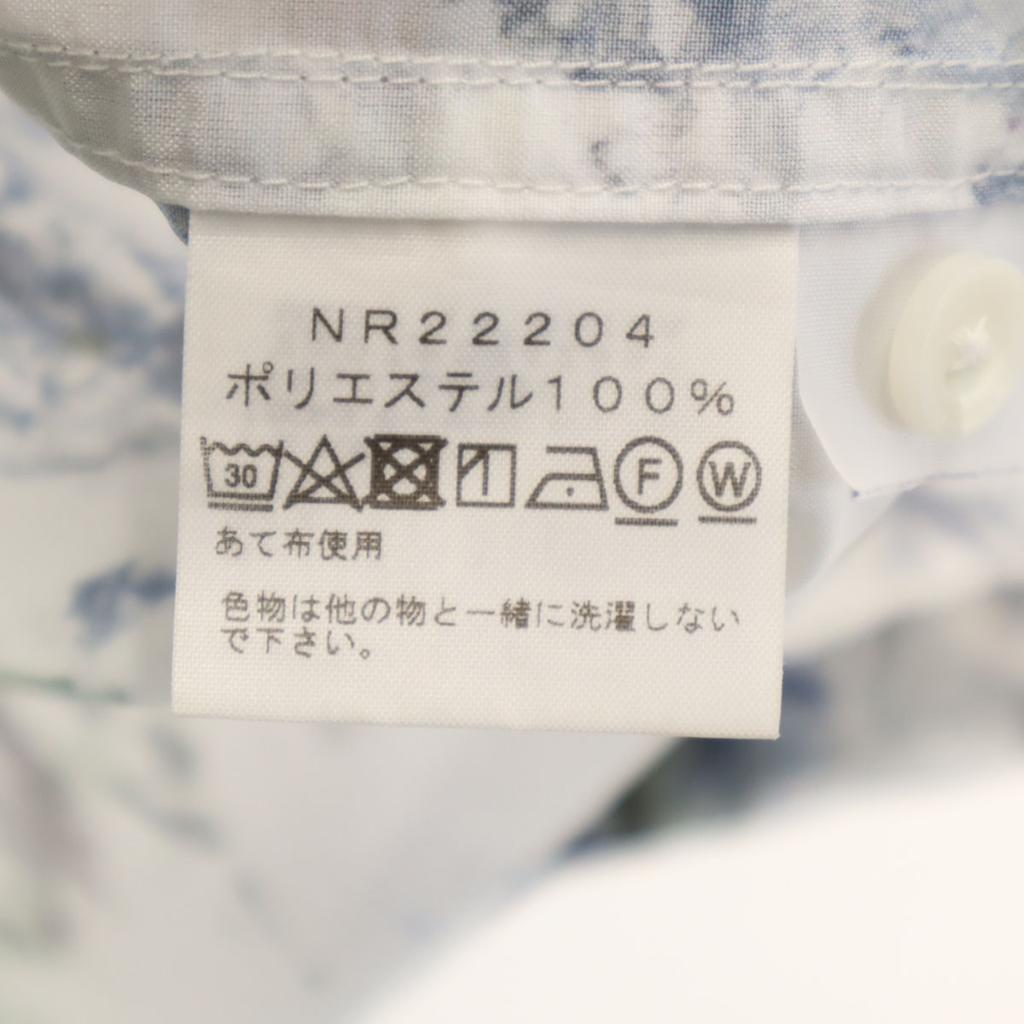 NR22204
ポリエステル100%
30 F W
あて布使用
色物は他の物と一緒に洗濯しない
で下さい。